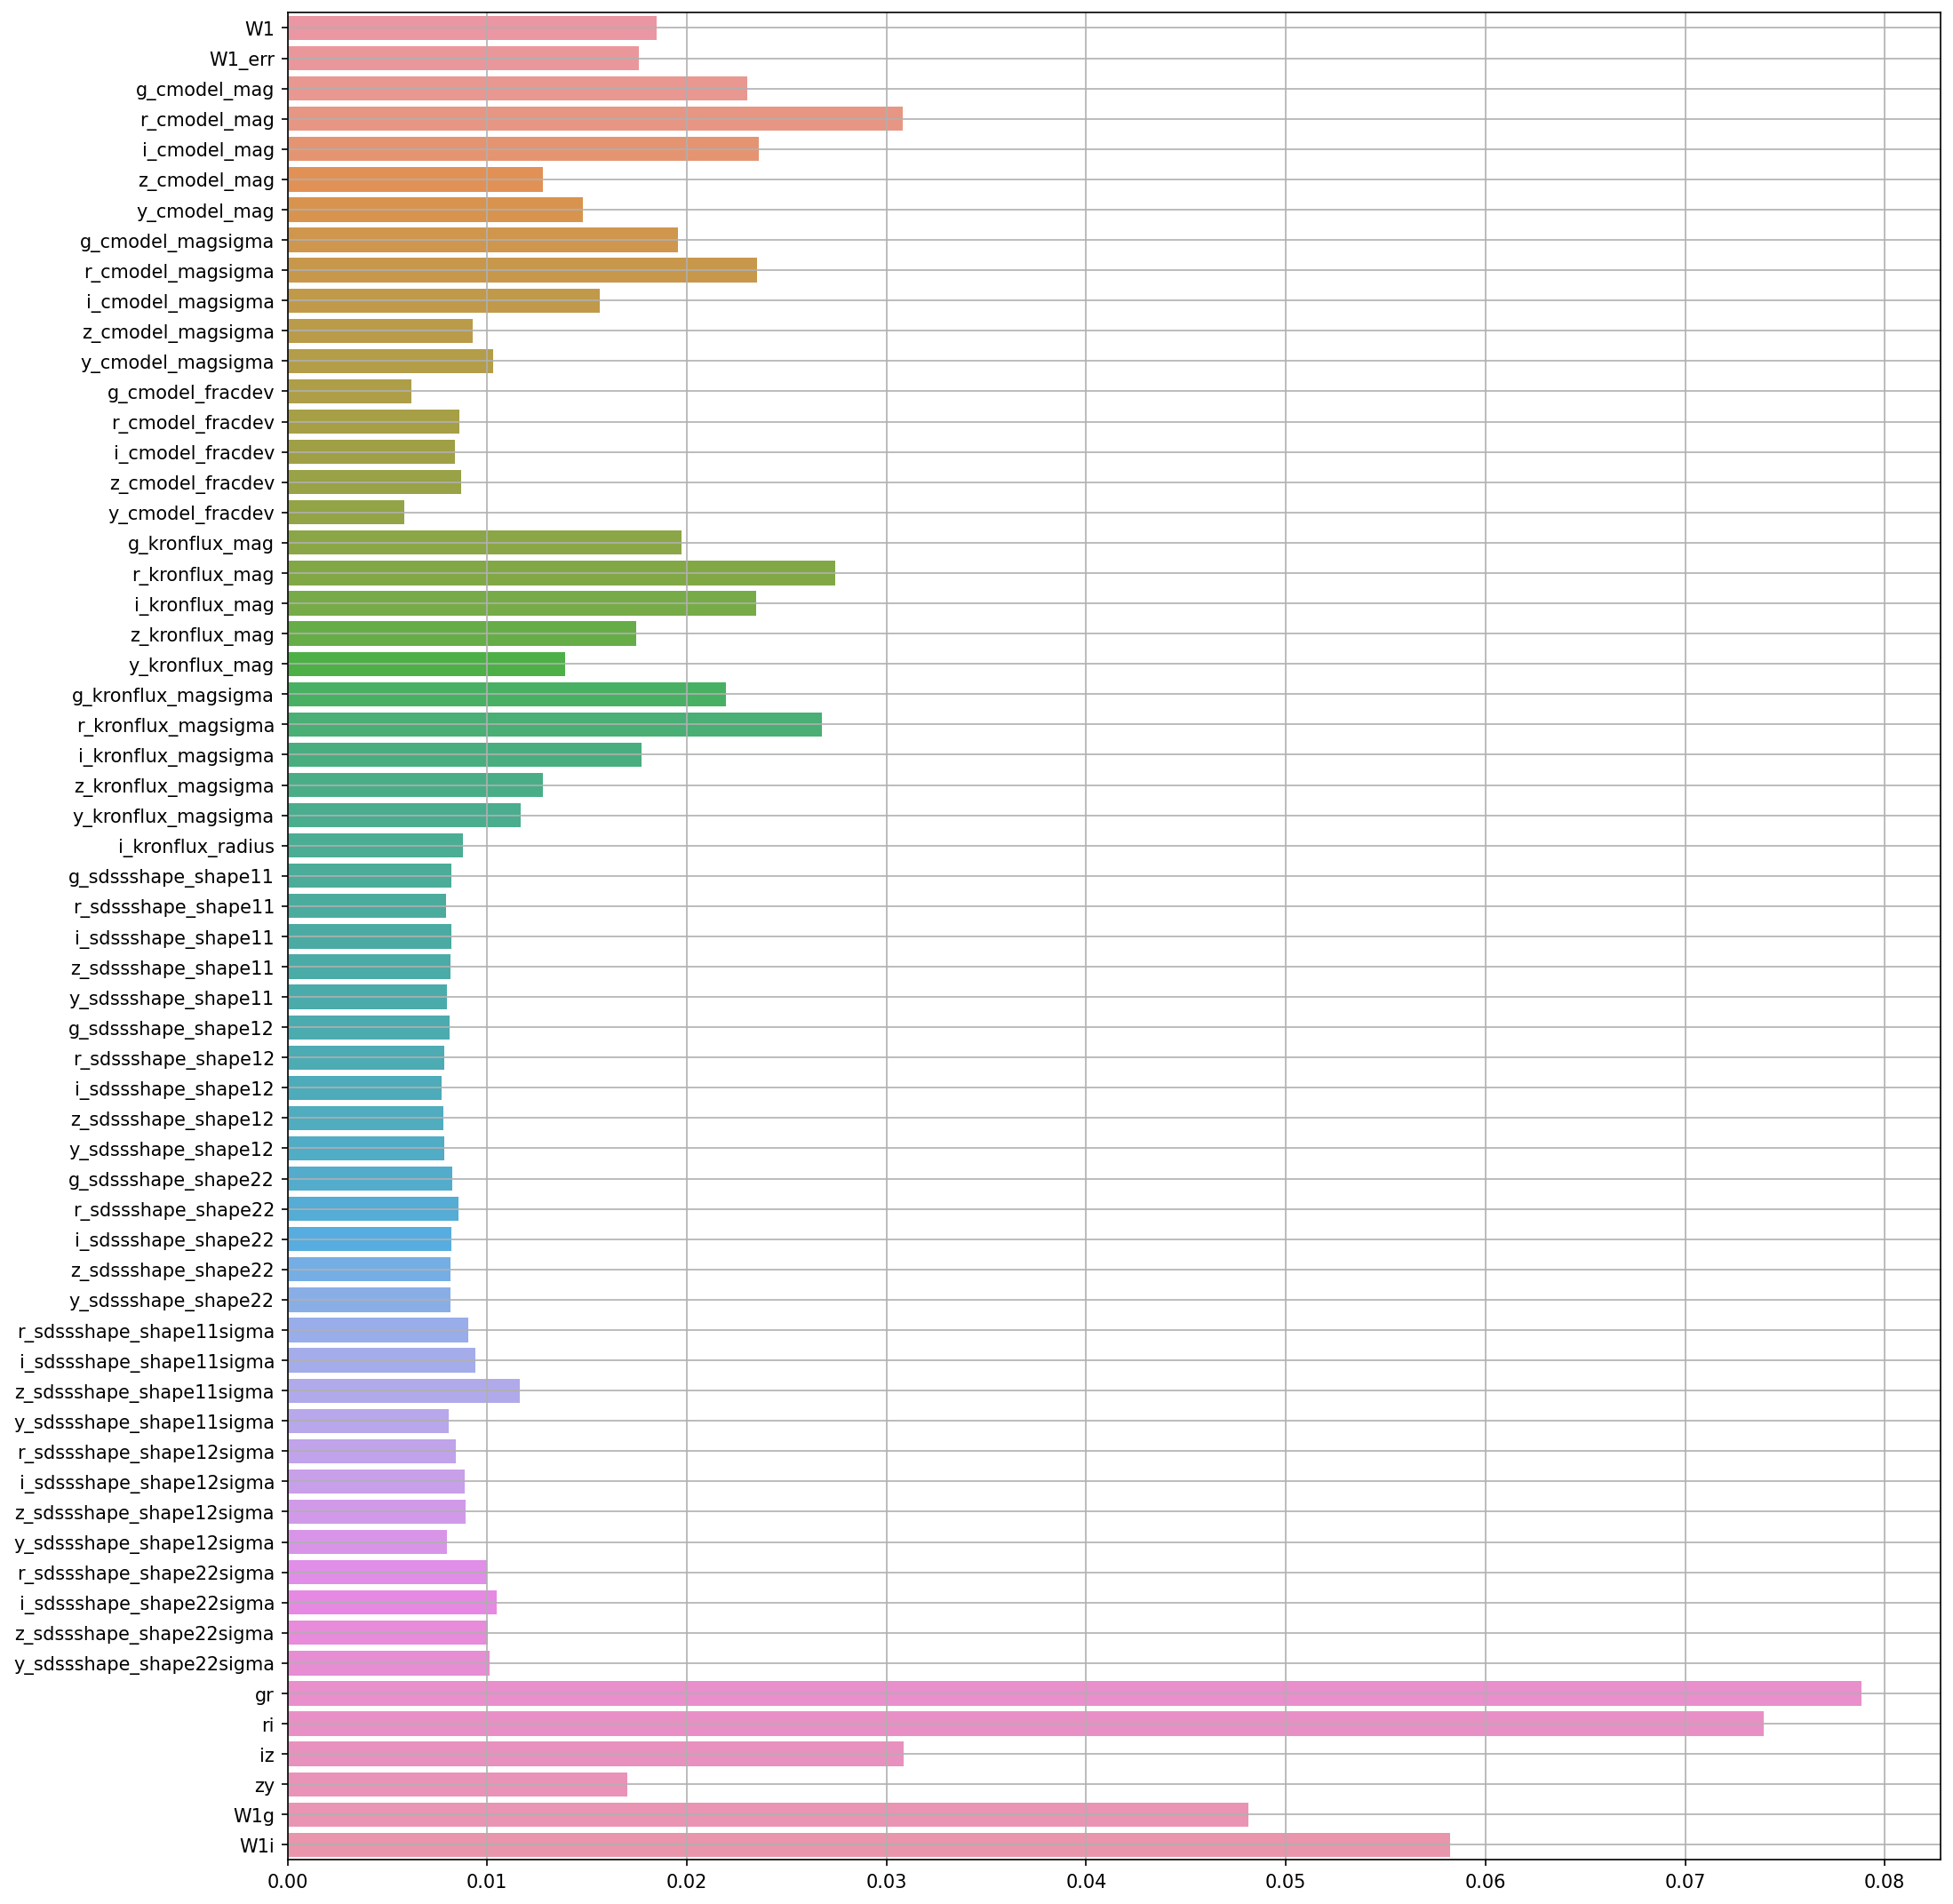 W1
W1_err
g_cmodel_mag
r_cmodel_mag
i_cmodel_mag
z_cmodel_mag
y_cmodel_mag
g_cmodel_magsigma
r_cmodel_magsigma
i_cmodel_magsigma
z_cmodel_magsigma
y_cmodel_magsigma
g_cmodel_fracdev
r_cmodel_fracdev
i_cmodel_fracdev
z_cmodel_fracdev
y_cmodel_fracdev
g_kronflux_mag
r_kronflux_mag
i_kronflux_mag
z_kronflux_mag
y_kronflux_mag
g_kronflux_magsigma
r_kronflux_magsigma
i_kronflux_magsigma
z_kronflux_magsigma
y_kronflux_magsigma
i_kronflux_radius
g_sdssshape_shape11
r_sdssshape_shape11
i_sdssshape_shape11
z_sdssshape_shape11
y_sdssshape_shape11
g_sdssshape_shape12
r_sdssshape_shape12
i_sdssshape_shape12
z_sdssshape_shape12
y_sdssshape_shape12
g_sdssshape_shape22
r_sdssshape_shape22
i_sdssshape_shape22
z_sdssshape_shape22
y_sdssshape_shape22
r_sdssshape_shape11sigma
i_sdssshape_shape11sigma
z_sdssshape_shape11sigma
y_sdssshape_shape11sigma
r_sdssshape_shape12sigma
i_sdssshape_shape12sigma
z_sdssshape_shape12sigma
y_sdssshape_shape12sigma
r_sdssshape_shape22sigma
i_sdssshape_shape22sigma
z_sdssshape_shape22sigma
y_sdssshape_shape22sigma
gr
ri
iz
zy
W1g
W1i
0.00 0.01 0.02 0.03 0.04 0.05 0.06 0.07 0.08